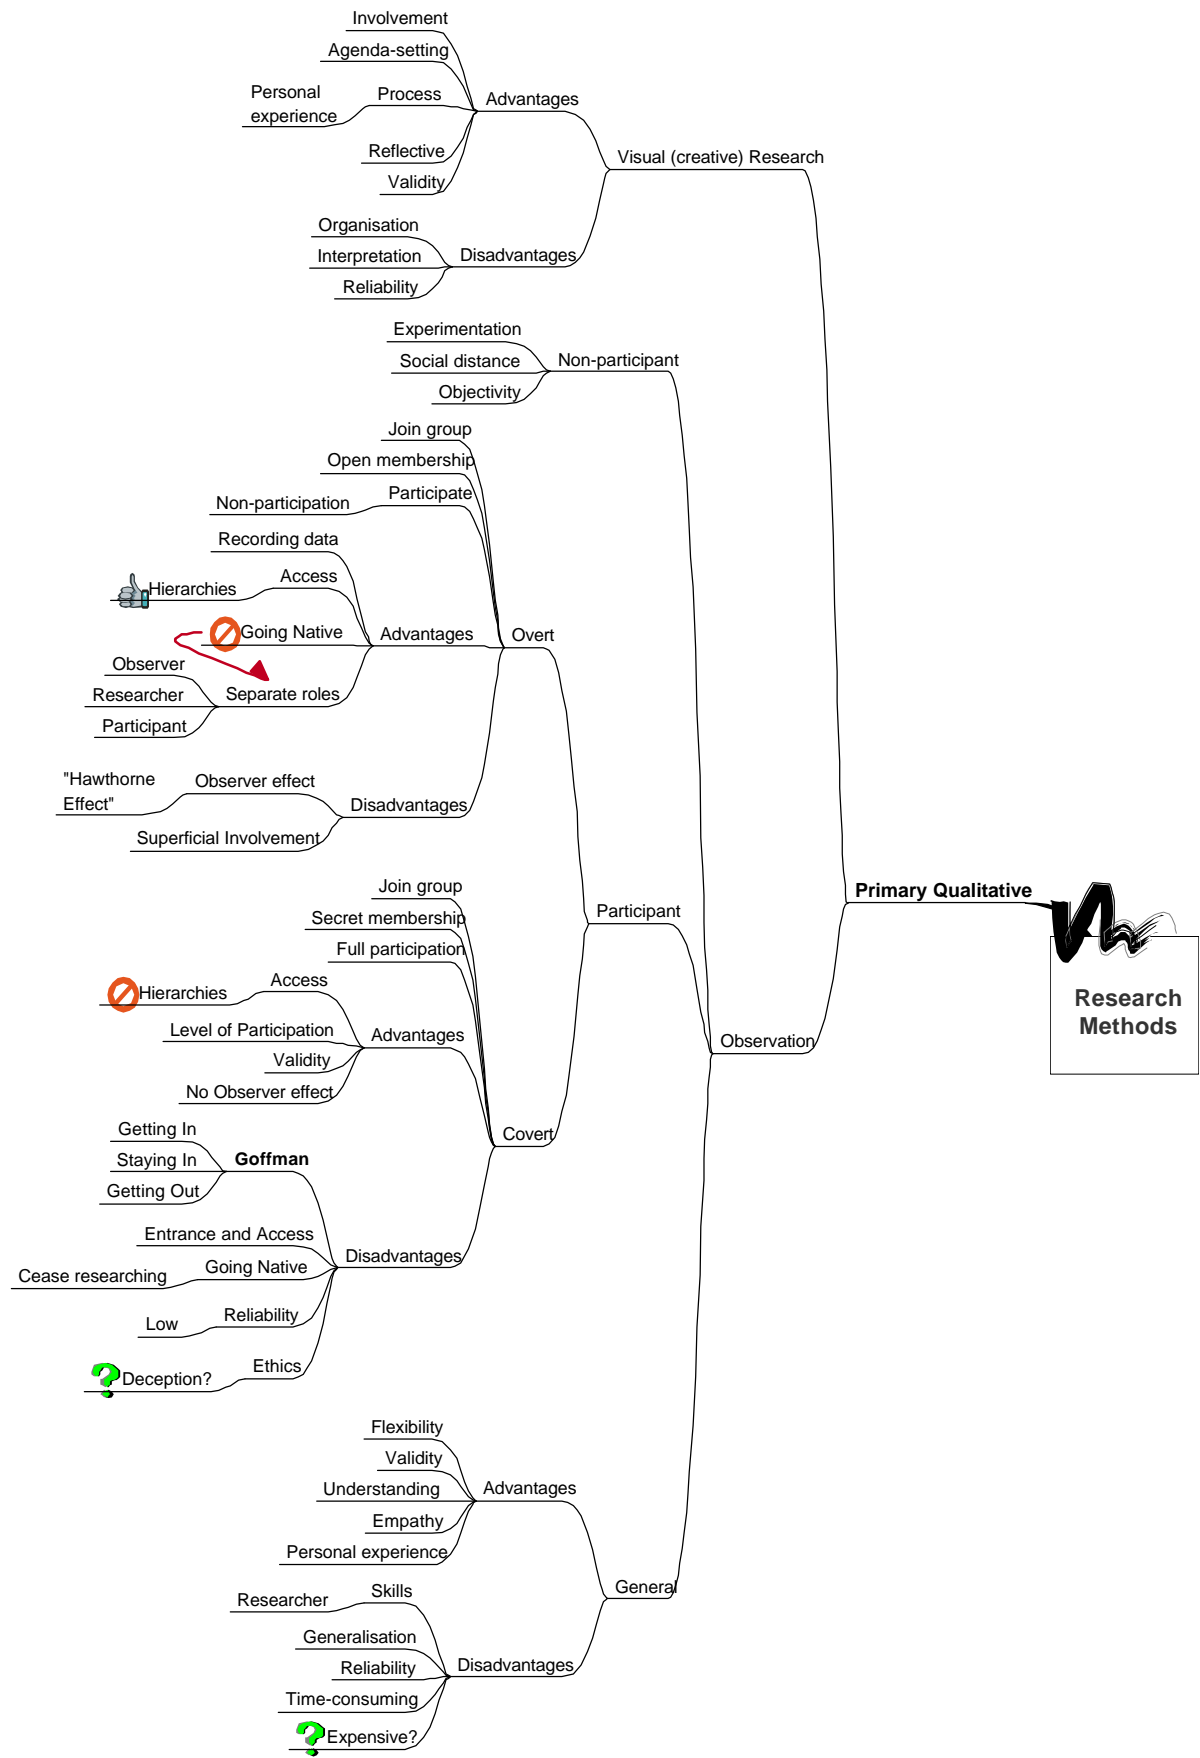 Involvement
Agenda-setting
Personal
experience
Process
Reflective
Validity
Advantages
Organisation
Interpretation
Reliability
Disadvantages
Visual (creative) Research
Experimentation
Social distance
Objectivity
Non-participant
Join group
Open membership
Non-participation
Participate
Recording data
Hierarchies
Access
Going Native
Observer
Researcher
Participant
Separate roles
Advantages
"Hawthorne
Effect"
Observer effect
Superficial Involvement
Disadvantages
Overt
Join group
Secret membership
Full participation
Hierarchies
Access
Level of Participation
Validity
No Observer effect
Advantages
Getting In
Staying In
Getting Out
Goffman
Entrance and Access
Cease researching
Going Native
Low
Reliability
Deception?
Ethics
Disadvantages
Covert
Participant
Flexibility
Validity
Understanding
Empathy
Personal experience
Advantages
Researcher
Skills
Generalisation
Reliability
Time-consuming
Expensive?
Disadvantages
General
Observation
Primary Qualitative
Research
Methods